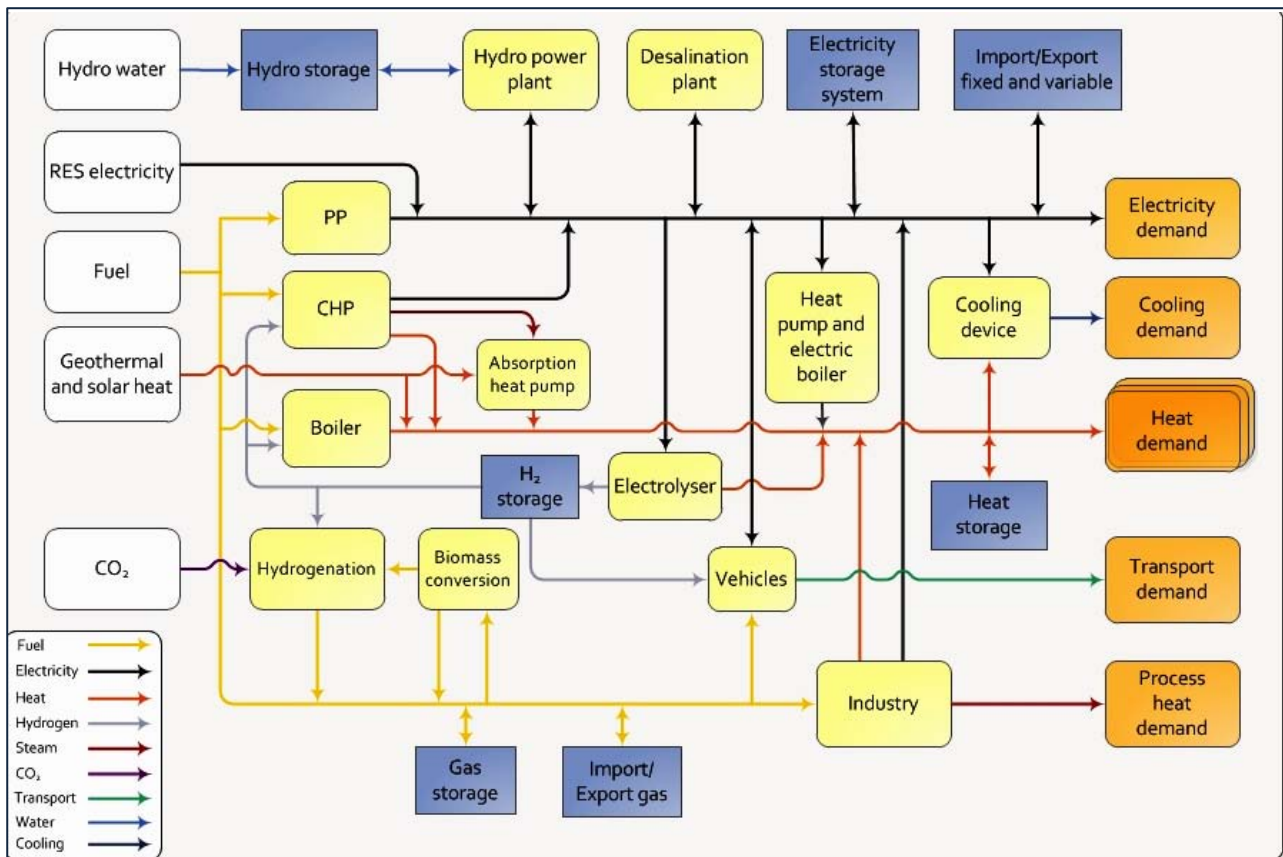 Hydro water
Hydro storage
Hydro power
plant
Desalination
plant
Electricity
storage
system
Import/Export
fixed and variable
RES electricity
PP
Electricity
demand
Fuel
CHP
Heat
pump and
electric
boiler
Cooling
device
Cooling
demand
Geothermal
and solar heat
Absorption
heat pump
Boiler
Heat
demand
H₂
storage
Electrolyser
Heat
storage
CO₂
Hydrogenation
Biomass
conversion
Vehicles
Transport
demand
Industry
Process
heat
demand
Gas
storage
Import/
Export gas
Fuel
Electricity
Heat
Hydrogen
Steam
CO₂
Transport
Water
Cooling